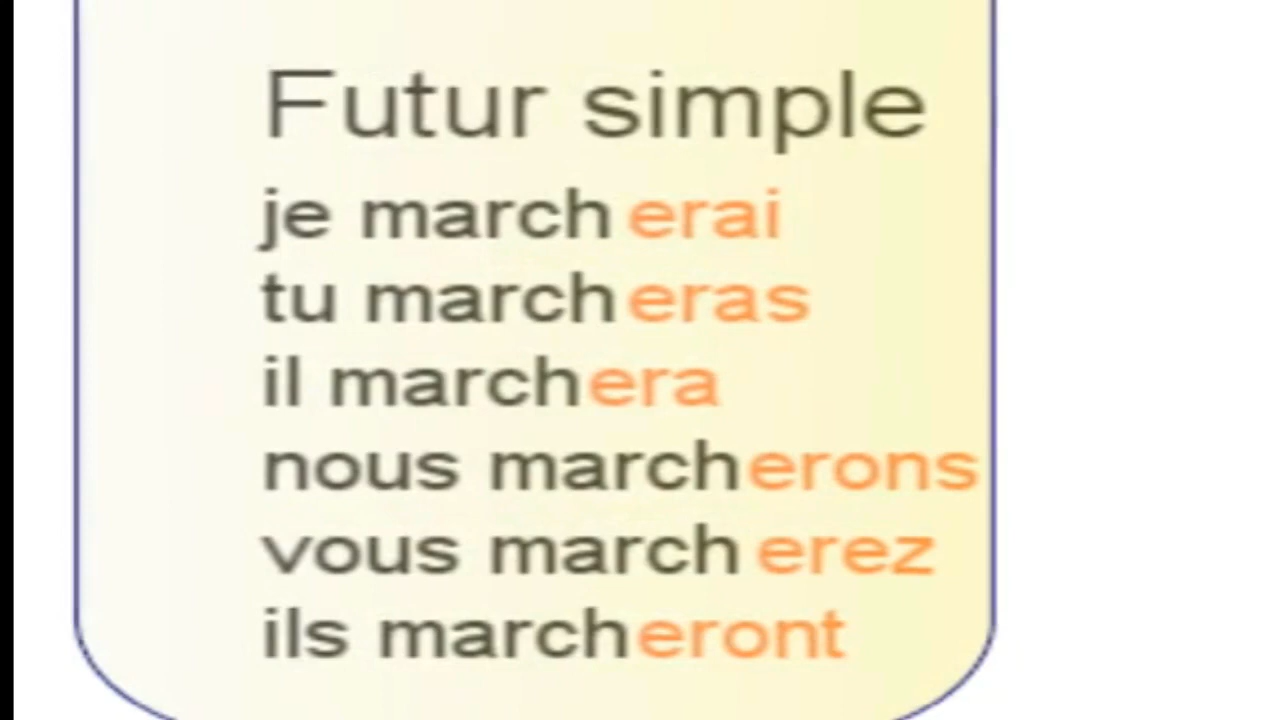 Futur simple
je marcherai
tu marcheras
il marchera
nous marcherons
vous marcherez
ils marcheront